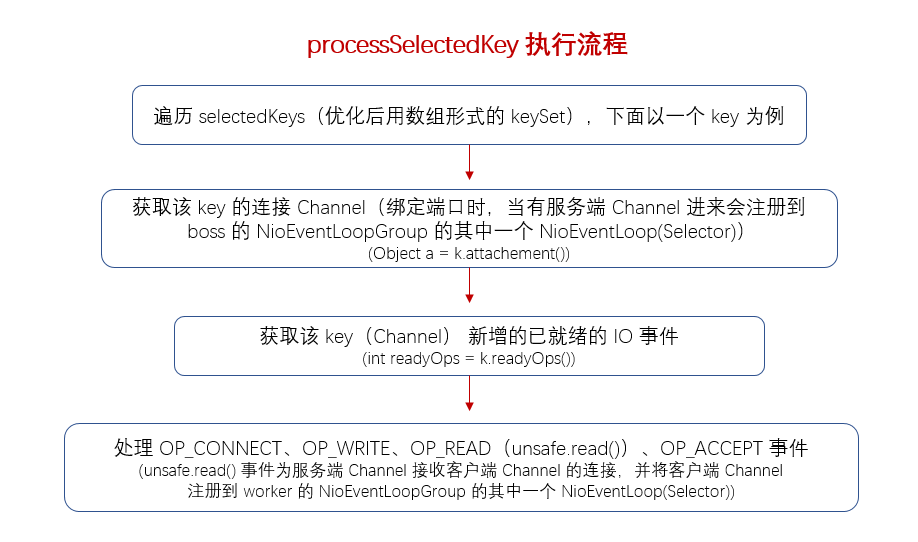 processSelectedKey 执行流程
遍历 selectedKeys（优化后用数组形式的 keySet），下面以一个 key 为例
获取该 key 的连接 Channel（绑定端口时，当有服务端 Channel 进来会注册到
boss 的 NioEventLoopGroup 的其中一个 NioEventLoop(Selector)）
(Object a = k.attachement())
获取该 key（Channel） 新增的已就绪的 IO 事件
(int readyOps = k.readyOps())
处理 OP_CONNECT、OP_WRITE、OP_READ（unsafe.read()）、OP_ACCEPT 事件
(unsafe.read() 事件为服务端 Channel 接收客户端 Channel 的连接，并将客户端 Channel
注册到 worker 的 NioEventLoopGroup 的其中一个 NioEventLoop(Selector))